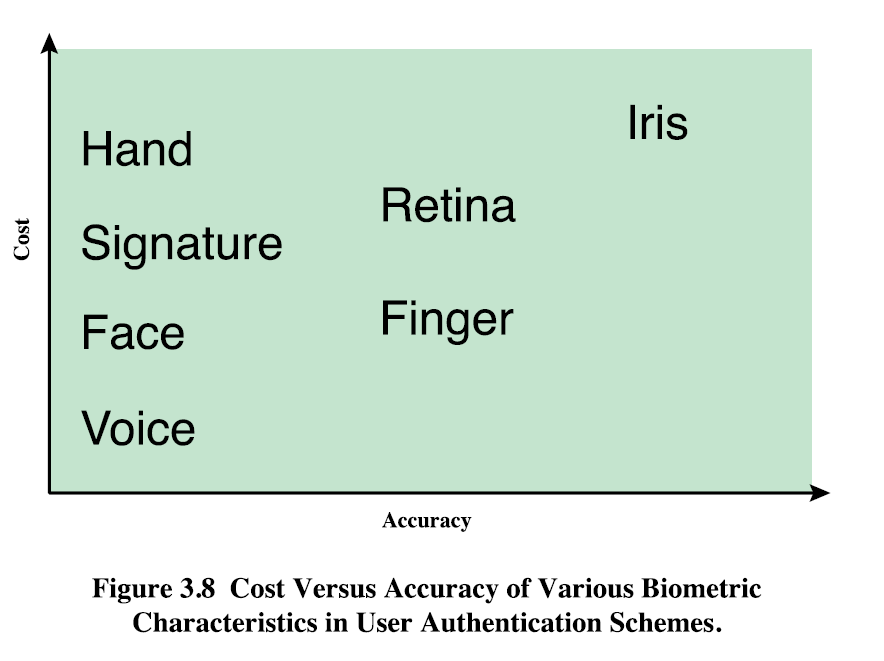 Iris
Hand
Retina
Signature
Finger
Face
Voice
Cost
Accuracy
Figure 3.8 Cost Versus Accuracy of Various Biometric
Characteristics in User Authentication Schemes.